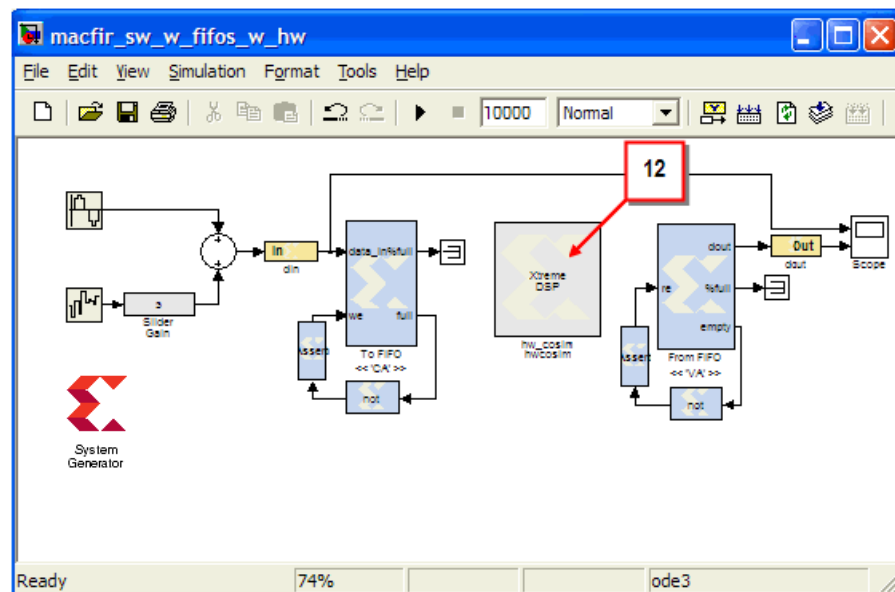 macfir_sw_w_fifos_w_hw
File Edit View Simulation Format Tools Help
10000 Normal
12
In
din
data_in
%full
we
full
Assert
To FIFO
<< 'CA' >>
not
3
Slider
Gain
System
Generator
Xtreme
DSP
hw_cosim
hwcosim
dout
re
%full
empty
Assert
From FIFO
<< 'VA' >>
not
Out
dout
Scope
Ready 74% ode3